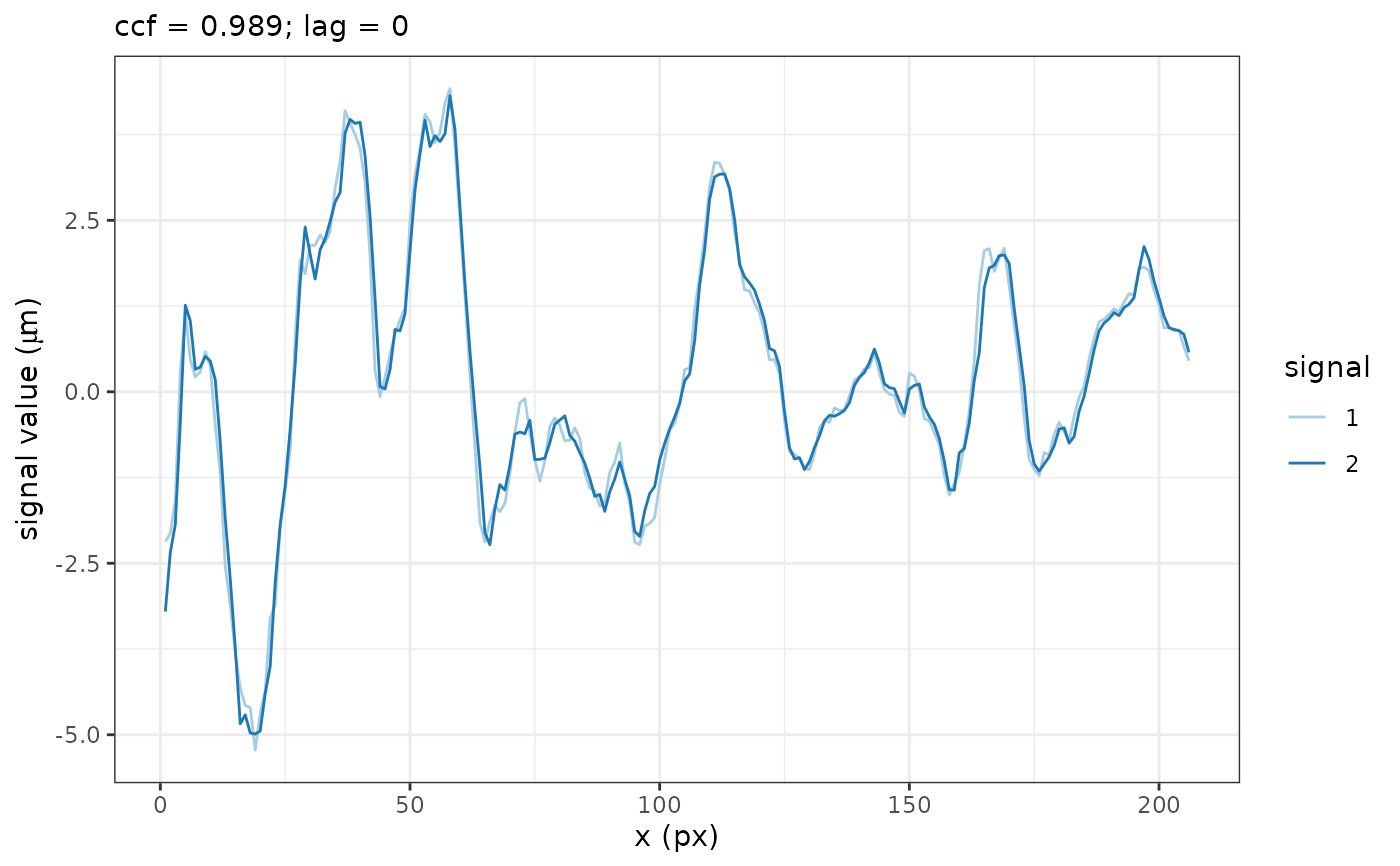 ccf = 0.989; lag = 0
signal value (μm)
2.5
0.0
-2.5
-5.0
0 50 100 150 200
x (px)
signal
1
2